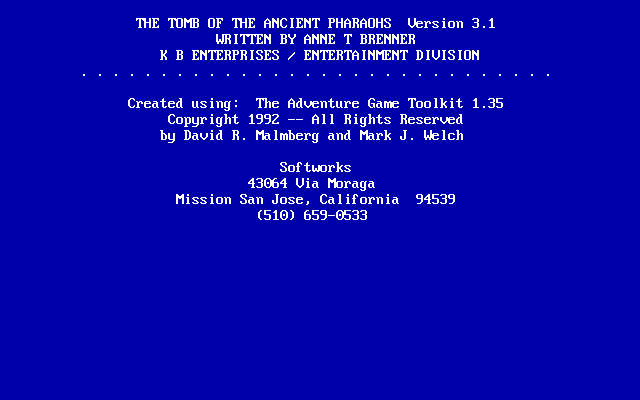 THE TOMB OF THE ANCIENT PHARAOHS  Version 3.1
WRITTEN BY ANNE T BRENNER
K B ENTERPRISES / ENTERTAINMENT DIVISION
. . . . . . . . . . . . . . . . . . . . . . . . . . . . . .
Created using:  The Adventure Game Toolkit 1.35
Copyright 1992 -- All Rights Reserved
by David R. Malmberg and Mark J. Welch
Softworks
43064 Via Moraga
Mission San Jose, California  94539
(510) 659-0533